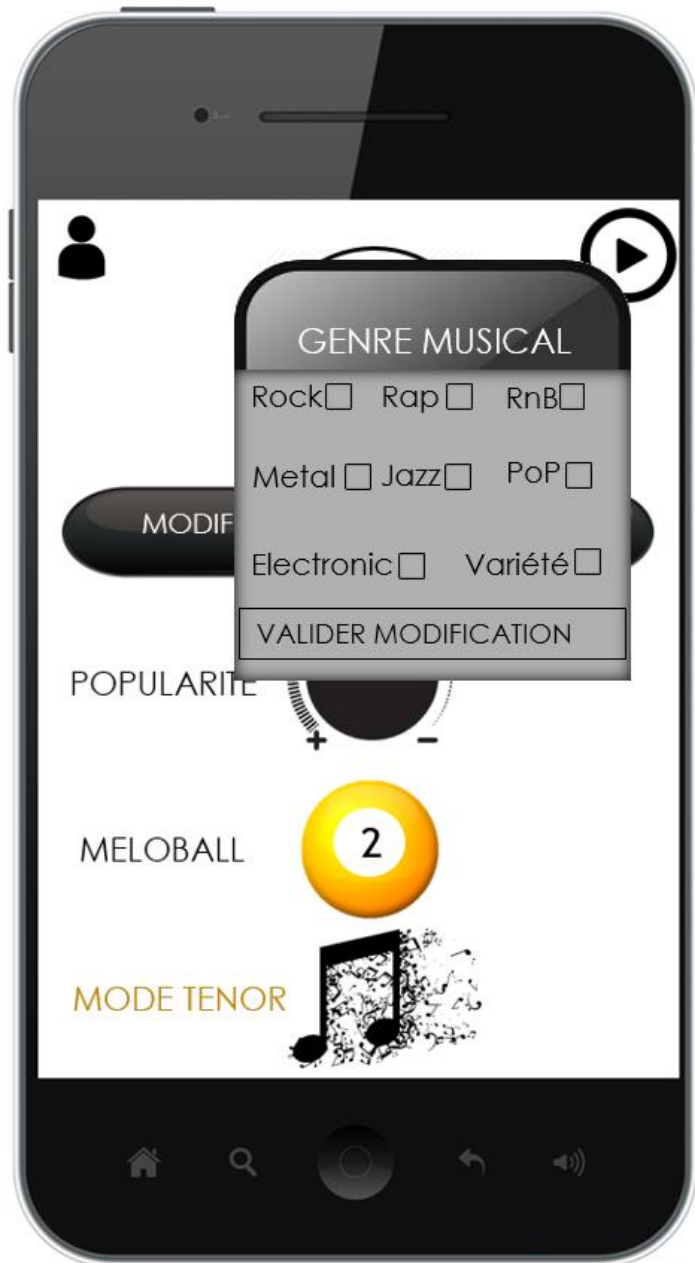 GENRE MUSICAL
Rock Rap RnB
Metal Jazz PoP
MODIF
Electronic Variété
VALIDER MODIFICATION
POPULARITE
+ -
MELOBALL 2
MODE TENOR